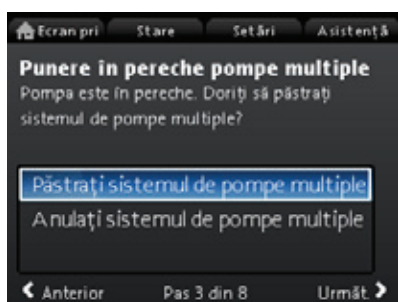 Ecran pri Stare Setări Asistență
Punere în pereche pompe multiple
Pompa este în pereche. Doriți să păstrați
sistemul de pompe multiple?
Păstrați sistemul de pompe multiple
Anulați sistemul de pompe multiple
Anterior Pas 3 din 8 Următ.